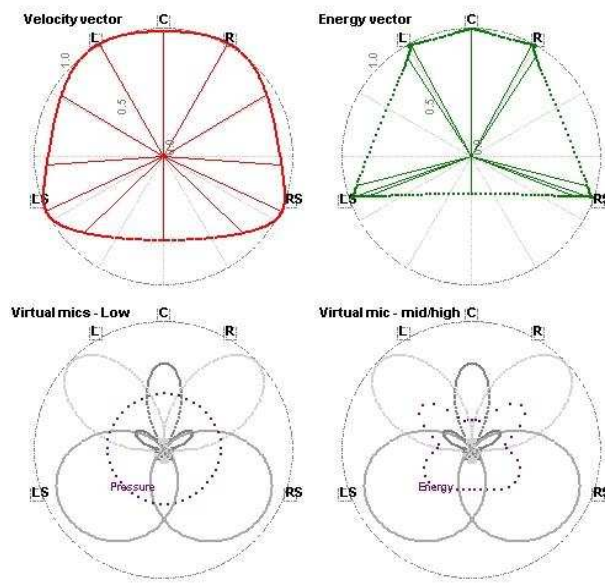 Velocity vector
C
L
R
1.0
0.5
LS
RS
Energy vector
C
L
R
1.0
0.5
LS
RS
Virtual mics - Low
C
L
R
Pressure
LS
RS
Virtual mic - mid/high
C
L
R
Energy
LS
RS